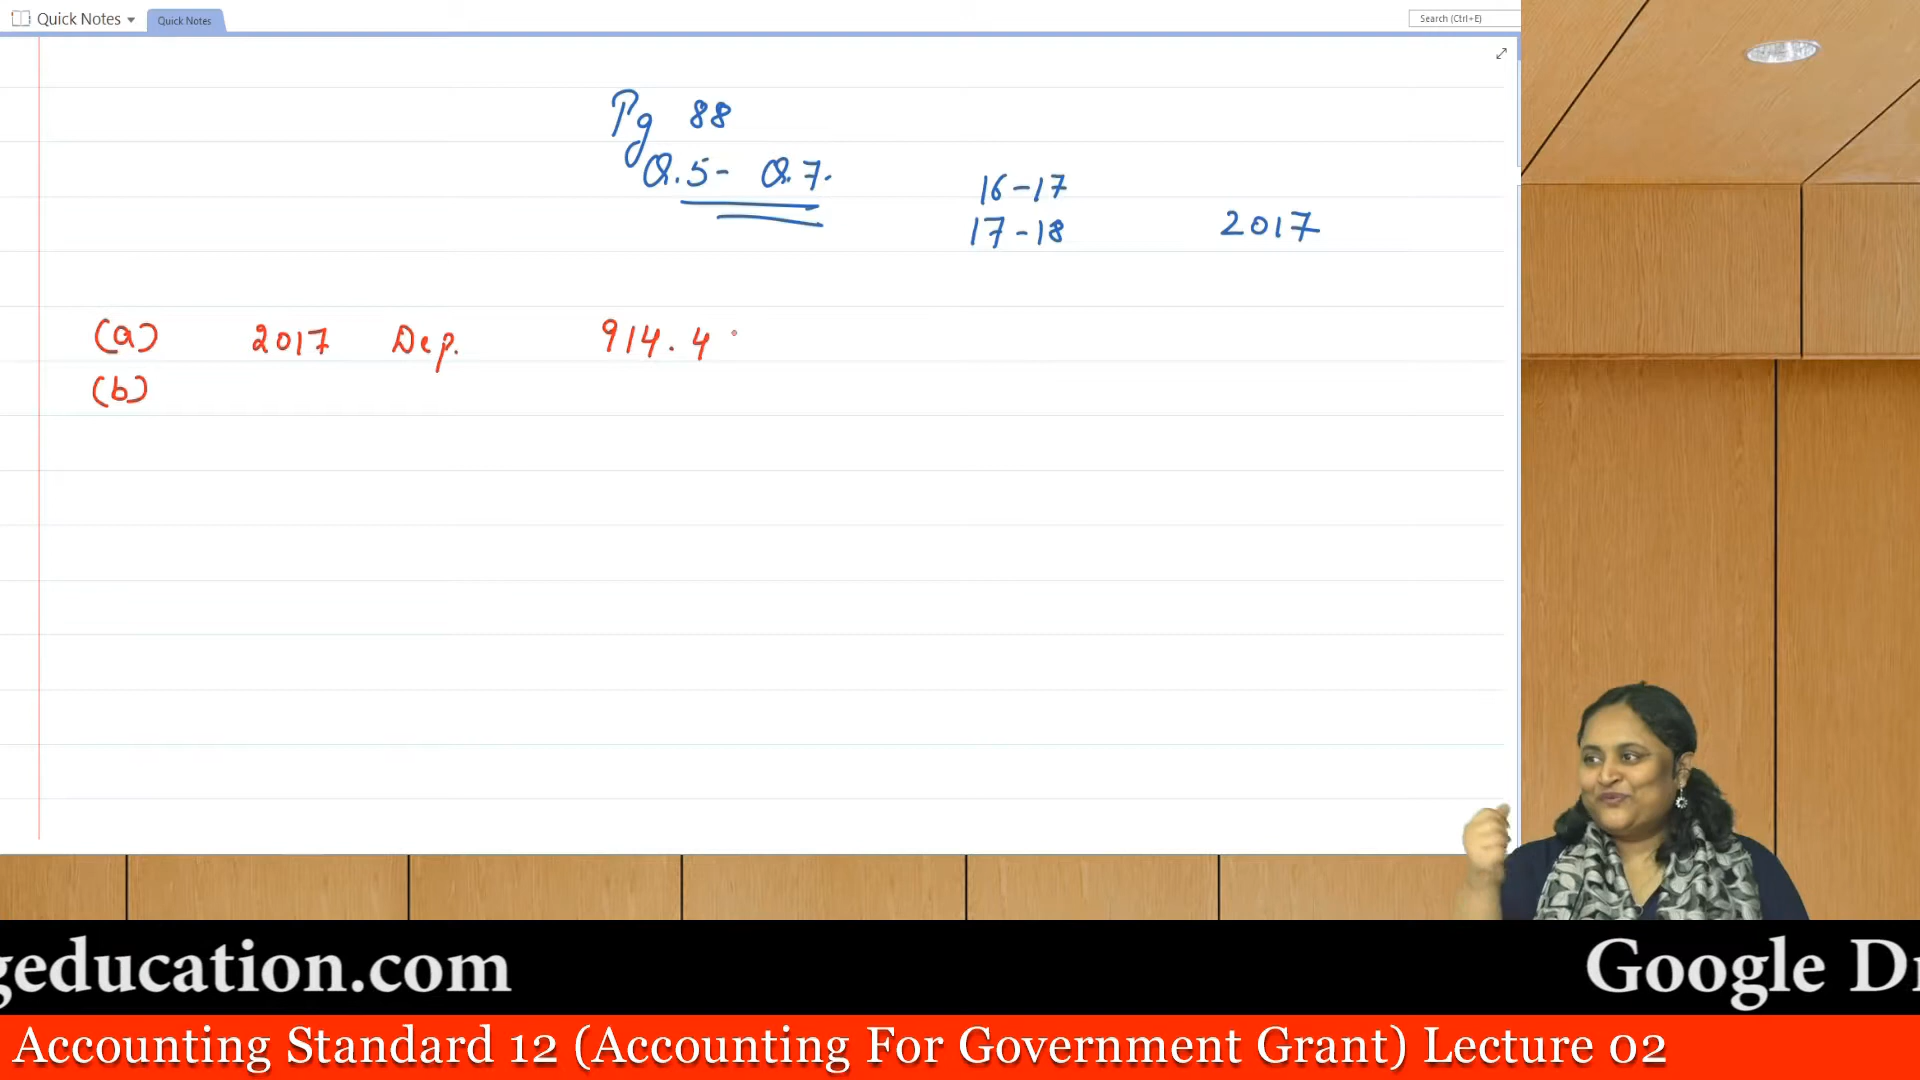 Quick Notes
Quick Notes
Search (Ctrl+E)
Pg 88
Q.5- Q.7.
16-17
17-18 2017
(a) 2017 Dep. 914.4
(b)
geducation.com
Google Dr
Accounting Standard 12 (Accounting For Government Grant) Lecture 02